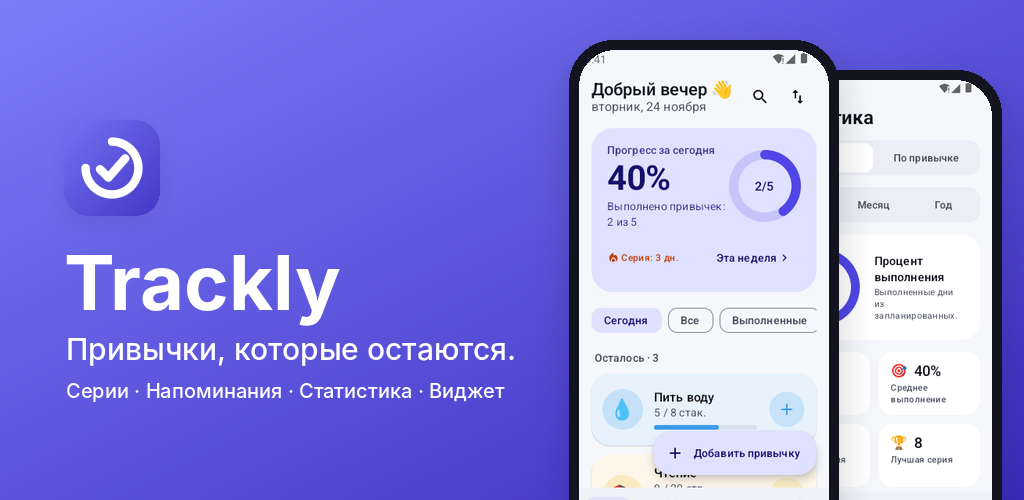 Trackly
Привычки, которые остаются.
Серии · Напоминания · Статистика · Виджет
:41
Добрый вечер 👋
вторник, 24 ноября
Прогресс за сегодня
40%
2/5
Выполнено привычек:
2 из 5
Серия: 3 дн.
Эта неделя
Сегодня
Все
Выполненные
Осталось · 3
Пить воду
5 / 8 стак.
Добавить привычку
По привычке
Месяц
Год
Процент
выполнения
Выполненные дни
из
запланированных.
40%
Среднее
выполнение
8
Лучшая серия